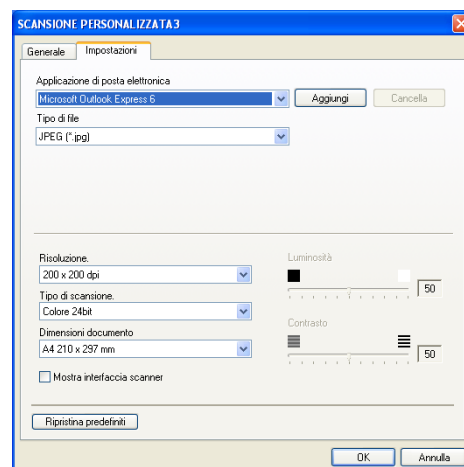 SCANSIONE PERSONALIZZATA3
Generale Impostazioni
Applicazione di posta elettronica
Microsoft Outlook Express 6 Aggiungi Cancella
Tipo di file
JPEG (*.jpg)
Risoluzione. Luminosità
200 x 200 dpi 50
Tipo di scansione.
Colore 24bit
Dimensioni documento Contrasto
A4 210 x 297 mm 50
Mostra interfaccia scanner
Ripristina predefiniti
OK Annulla